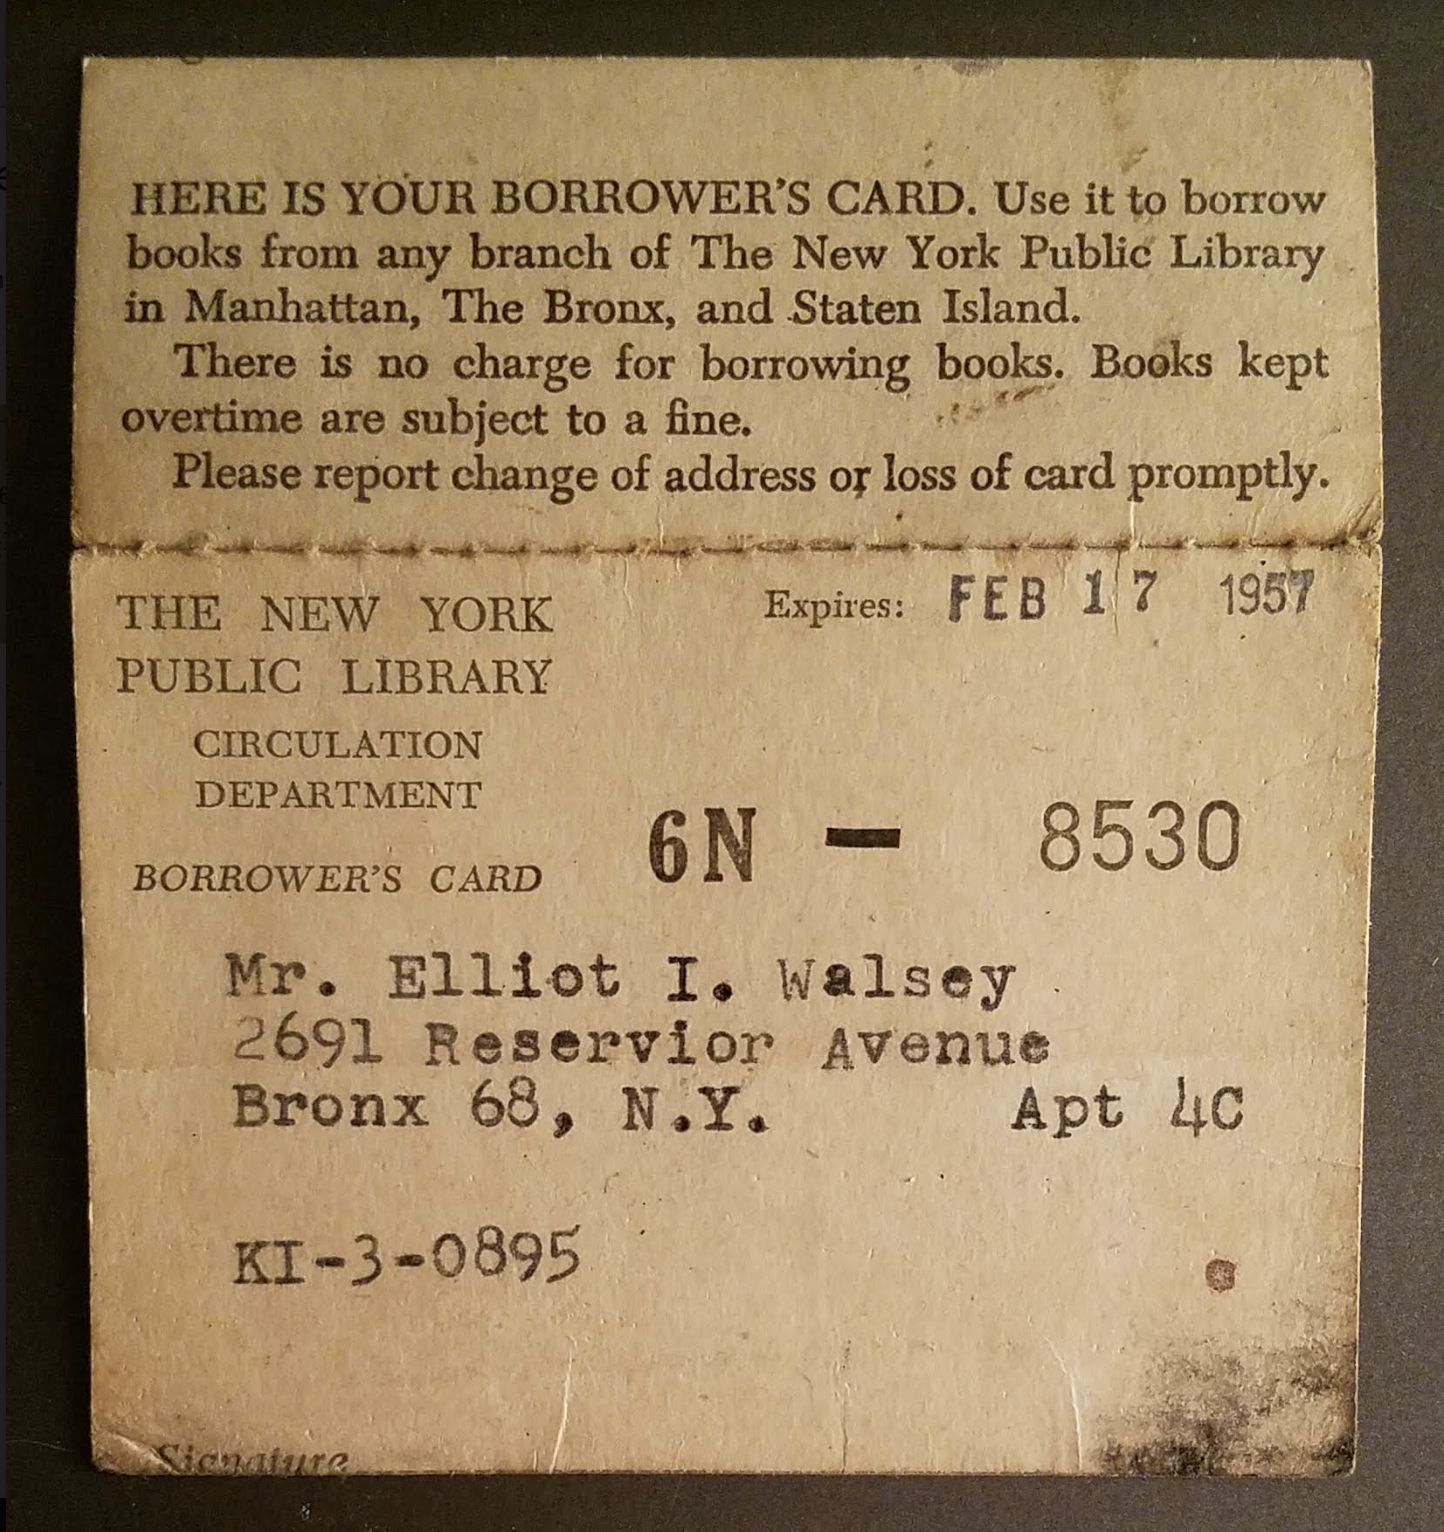 HERE IS YOUR BORROWER'S CARD. Use it to borrow
books from any branch of The New York Public Library
in Manhattan, The Bronx, and Staten Island.
There is no charge for borrowing books. Books kept
overtime are subject to a fine.
Please report change of address or loss of card promptly.
THE NEW YORK Expires: FEB 17 1957
PUBLIC LIBRARY
CIRCULATION
DEPARTMENT
BORROWER'S CARD 6N - 8530
Mr. Elliot I. Walsey
2691 Reservior Avenue
Bronx 68, N.Y. Apt 4C
KI-3-0895
Signature